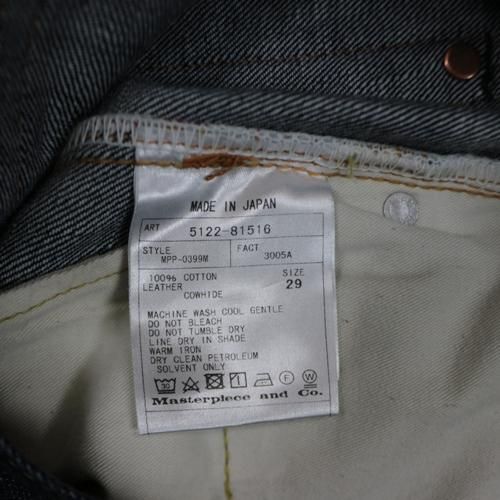 MADE IN JAPAN
ART 5122-81516
STYLE FACT.
MPP-0399M 3005A
100% COTTON SIZE
LEATHER 29
COWHIDE
MACHINE WASH COOL GENTLE
DO NOT BLEACH
DO NOT TUMBLE DRY
LINE DRY IN SHADE
WARM IRON
DRY CLEAN PETROLEUM
SOLVENT ONLY
30 F W
Masterpiece and Co.